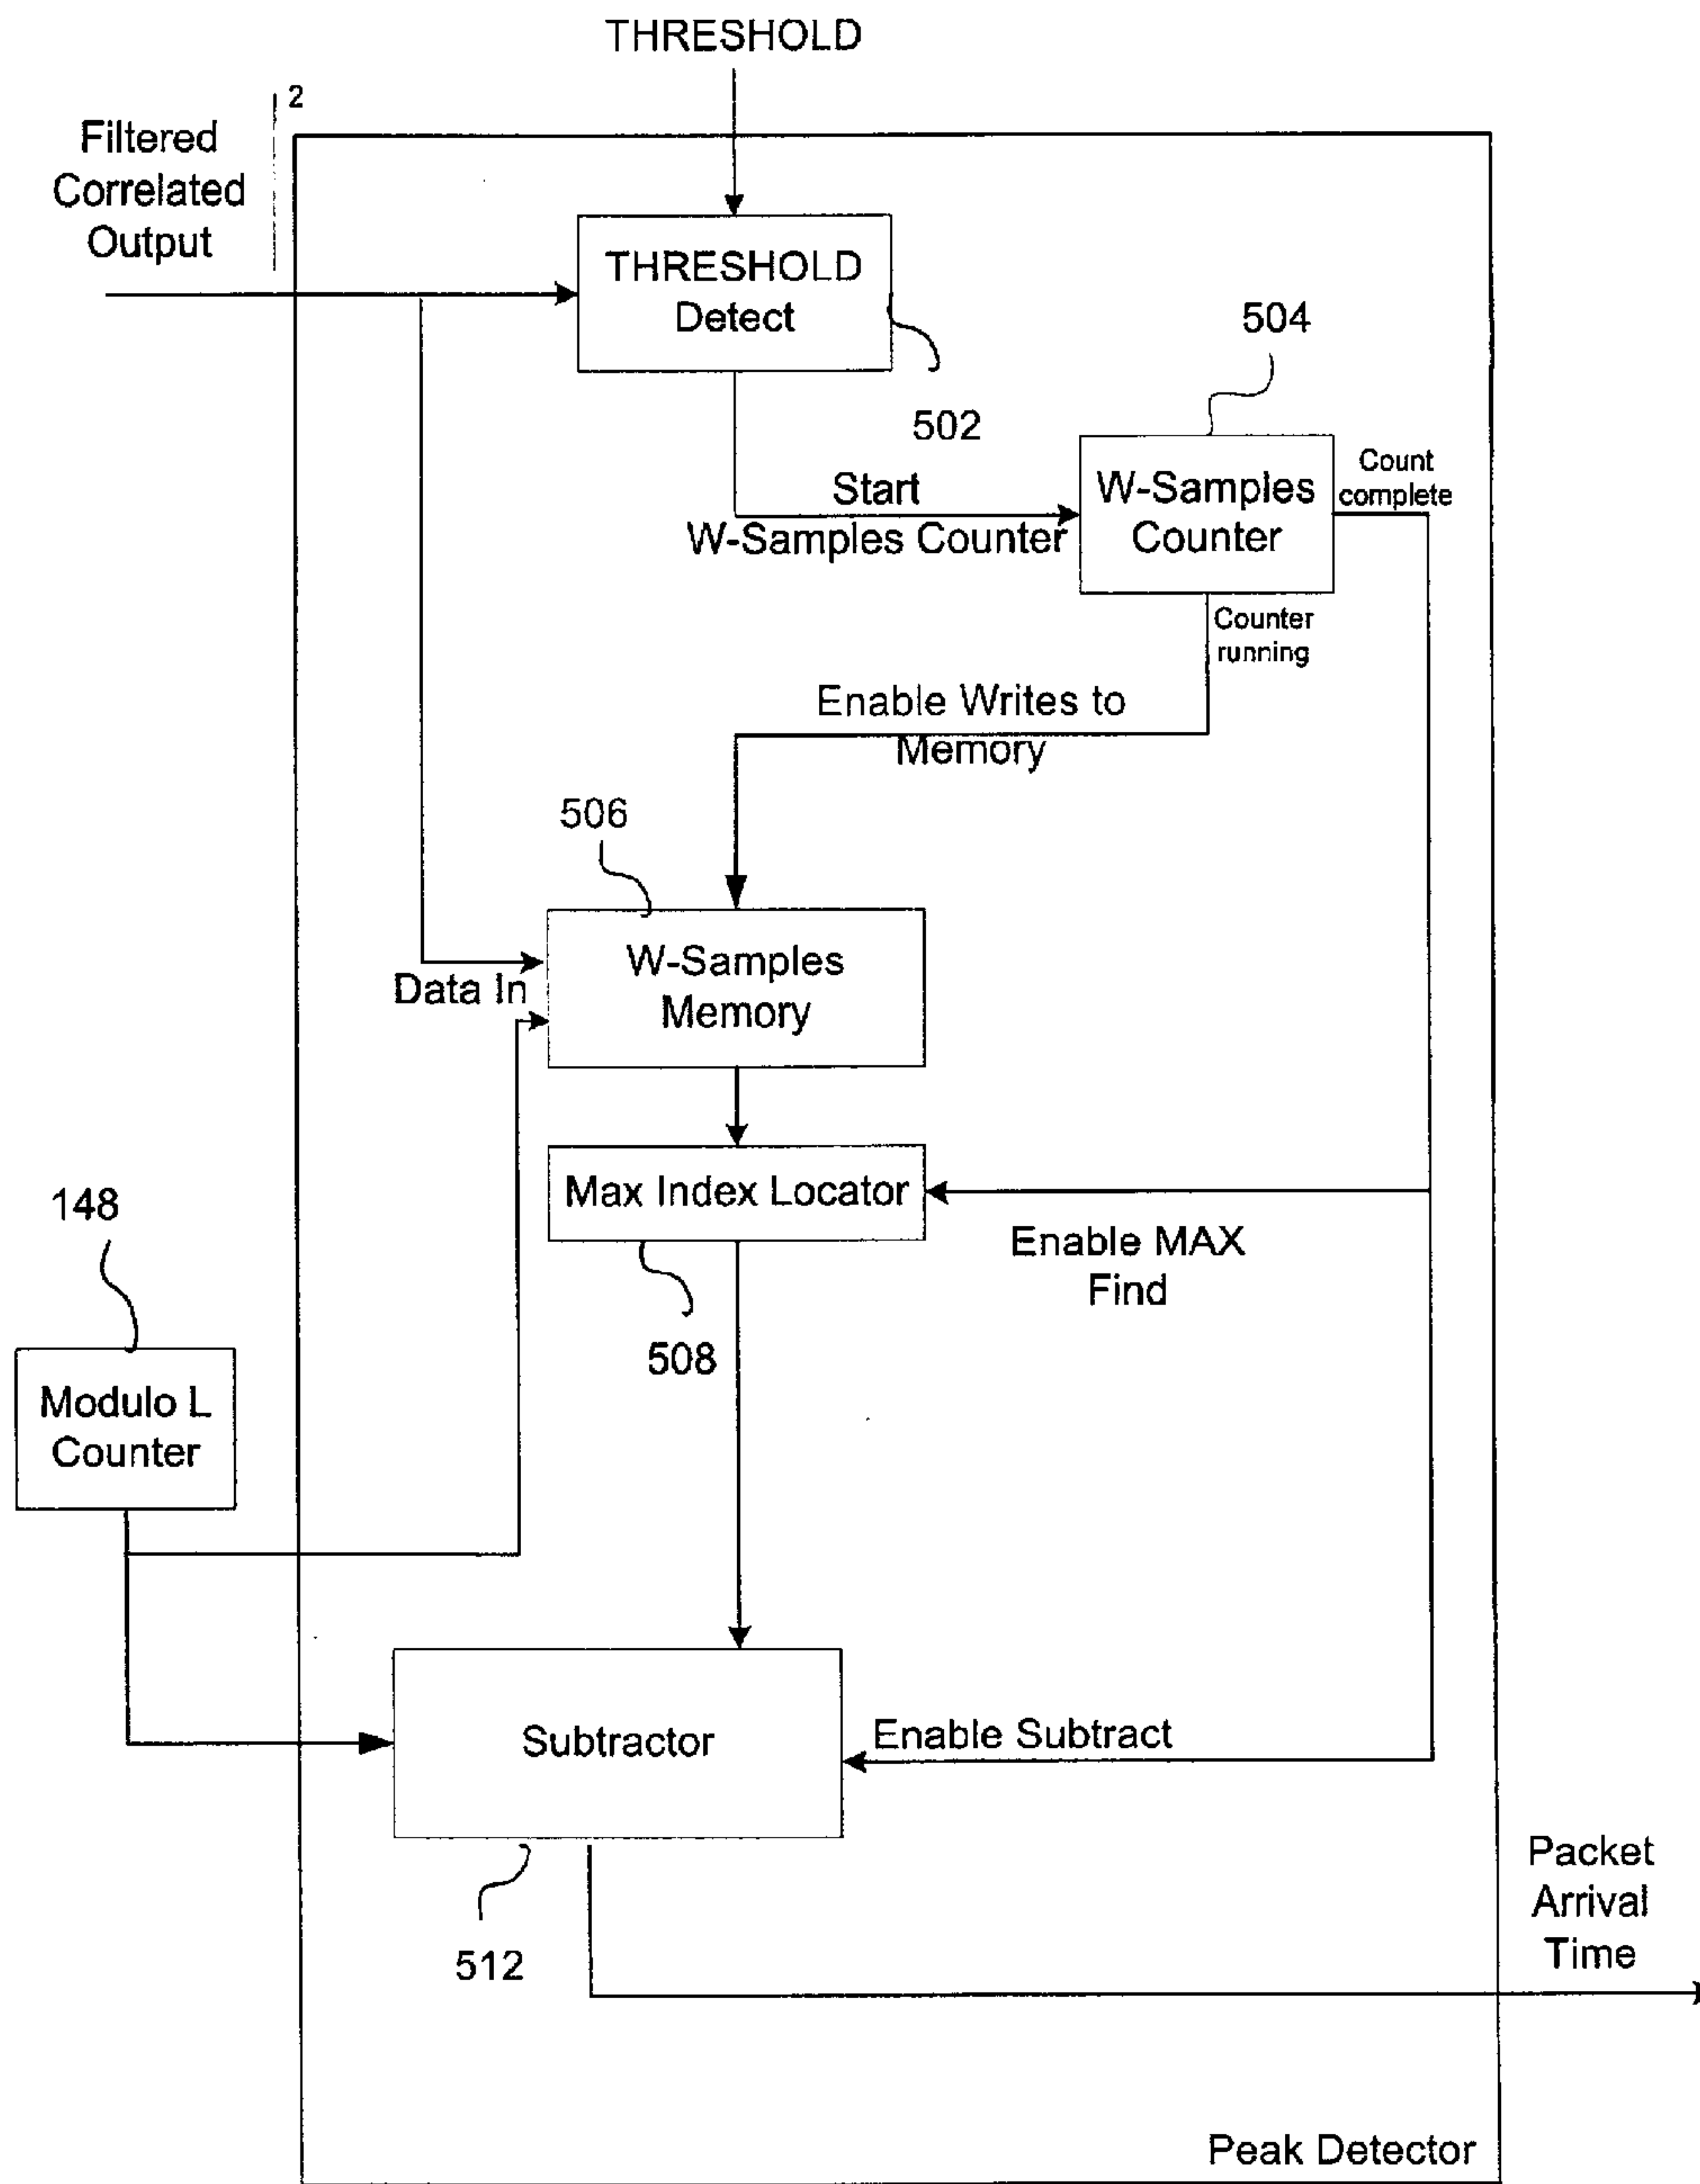 THRESHOLD
Filtered
Correlated
Output
2
THRESHOLD
Detect
502
504
W-Samples
Counter
Count
complete
Start
W-Samples Counter
Counter
running
Enable Writes to
Memory
506
W-Samples
Memory
Data In
Max Index Locator
508
Enable MAX
Find
148
Modulo L
Counter
Subtractor
Enable Subtract
512
Packet
Arrival
Time
Peak Detector